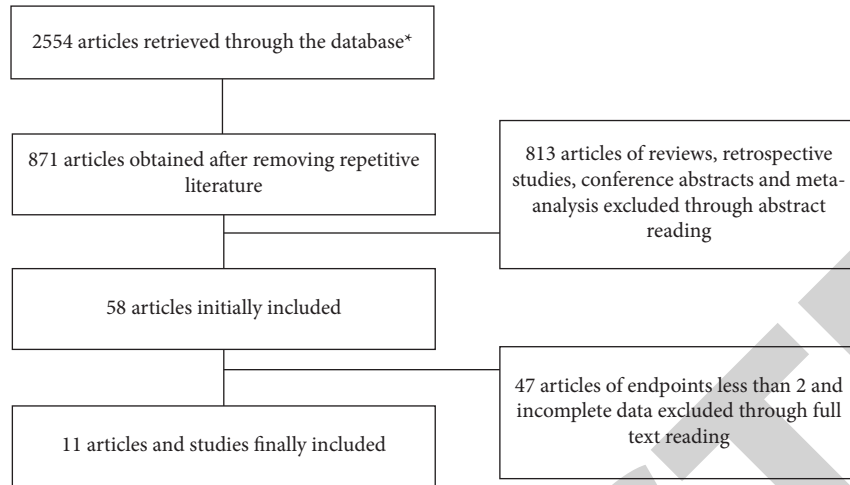 2554 articles retrieved through the database*
871 articles obtained after removing repetitive
literature
813 articles of reviews, retrospective
studies, conference abstracts and meta-
analysis excluded through abstract
reading
58 articles initially included
47 articles of endpoints less than 2 and
incomplete data excluded through full
text reading
11 articles and studies finally included